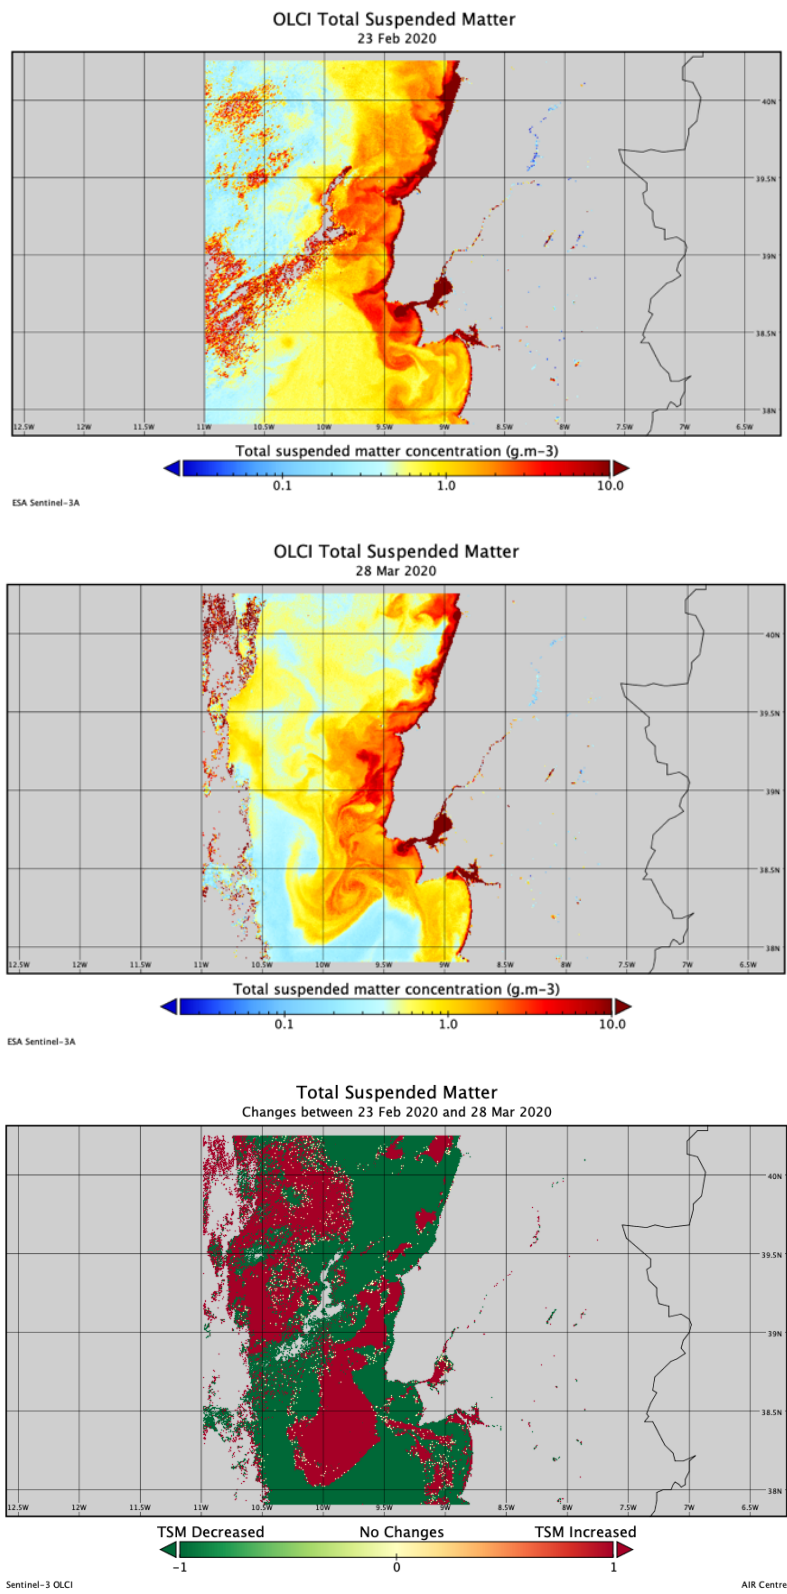 OLCI Total Suspended Matter
23 Feb 2020
40N
39.5N
39N
38.5N
38N
12.5W 12W 11.5W 11W 10.5W 10W 9.5W 9W 8.5W 8W 7.5W 7W 6.5W
Total suspended matter concentration (g.m-3)
0.1 1.0 10.0
ESA Sentinel-3A
OLCI Total Suspended Matter
28 Mar 2020
40N
39.5N
39N
38.5N
38N
12.5W 12W 11.5W 11W 10.5W 10W 9.5W 9W 8.5W 8W 7.5W 7W 6.5W
Total suspended matter concentration (g.m-3)
0.1 1.0 10.0
ESA Sentinel-3A
Total Suspended Matter
Changes between 23 Feb 2020 and 28 Mar 2020
40N
39.5N
39N
38.5N
38N
12.5W 12W 11.5W 11W 10.5W 10W 9.5W 9W 8.5W 8W 7.5W 7W 6.5W
TSM Decreased No Changes TSM Increased
-1 0 1
Sentinel-3 OLCI AIR Centre